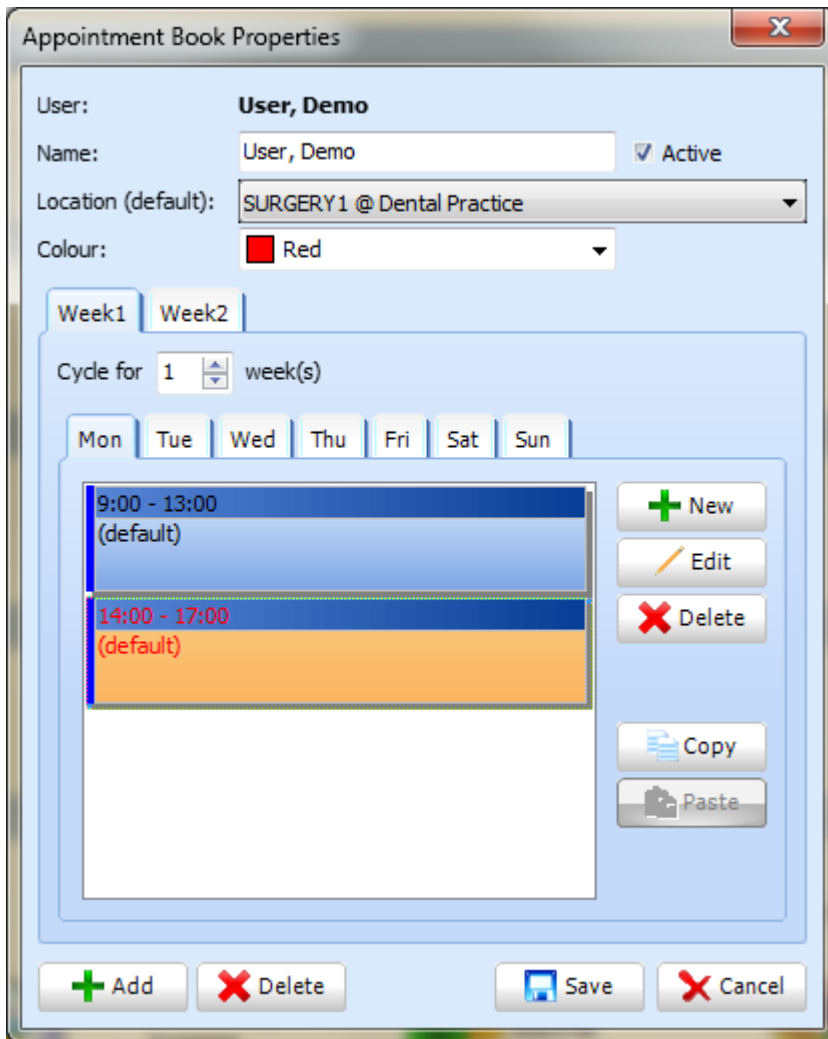 Appointment Book Properties
User: User, Demo
Name: User, Demo Active
Location (default): SURGERY1 @ Dental Practice
Colour: Red
Week1 Week2
Cycle for 1 week(s)
Mon Tue Wed Thu Fri Sat Sun
9:00 - 13:00
(default)
14:00 - 17:00
(default)
New
Edit
Delete
Copy
Paste
Add Delete Save Cancel